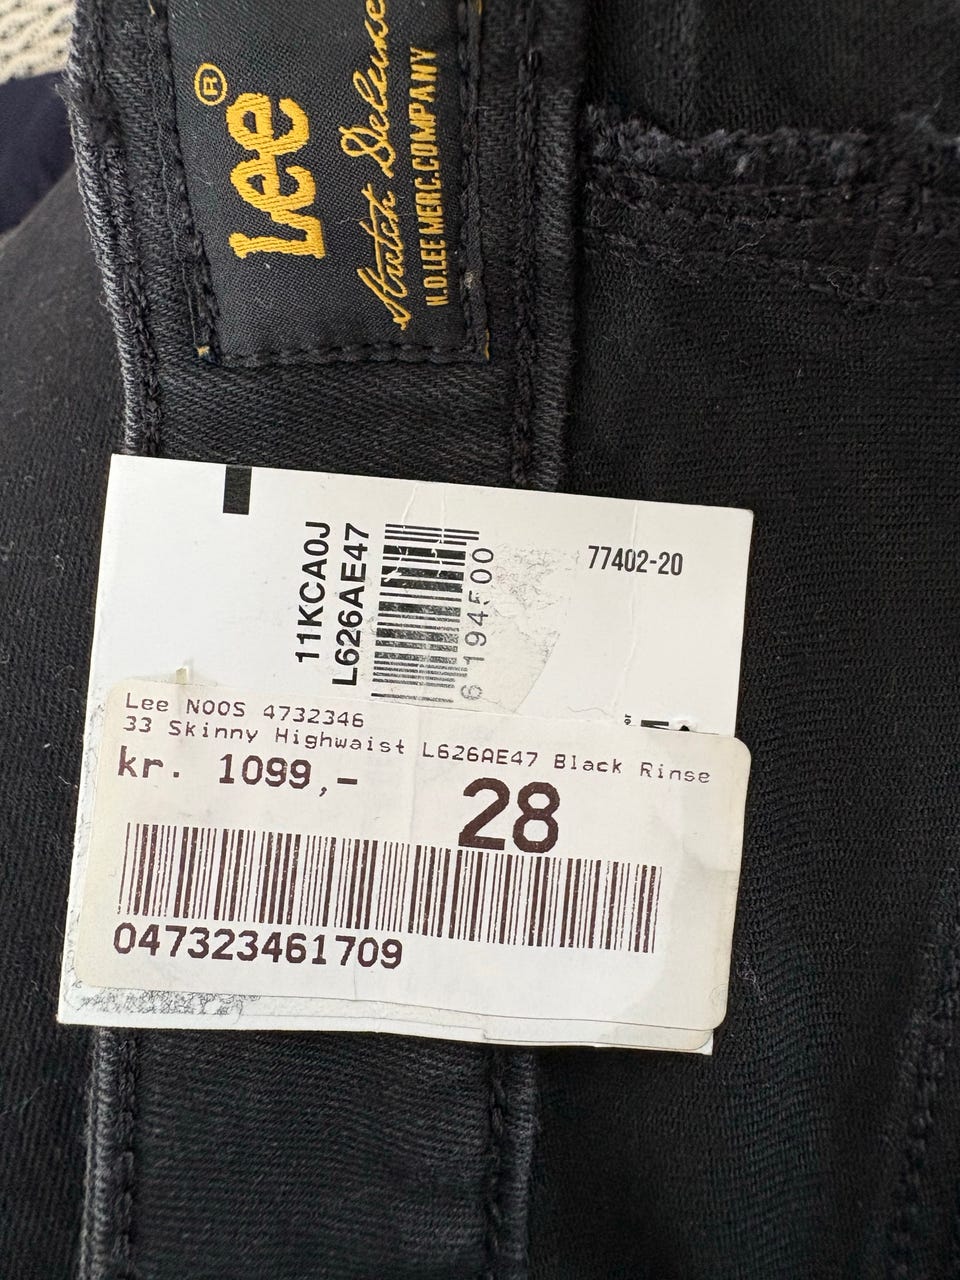 Lee®
Stretch Deluxe
H.D.LEE MERC.COMPANY
11KCA0J
L626AE47
77402-20
Lee NOOS 4732346
33 Skinny Highwaist L626AE47 Black Rinse
kr. 1099,-
28
047323461709